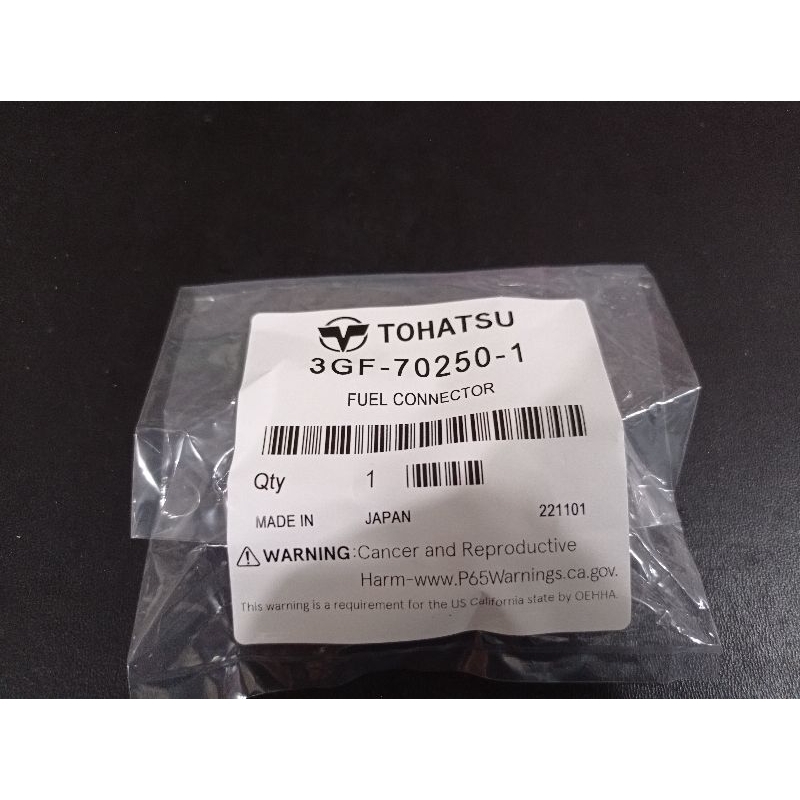 TOHATSU
3GF-70250-1
FUEL CONNECTOR
Qty 1
MADE IN JAPAN 221101
WARNING:Cancer and Reproductive
Harm-www.P65Warnings.ca.gov.
This warning is a requirement for the US California state by OEHHA.